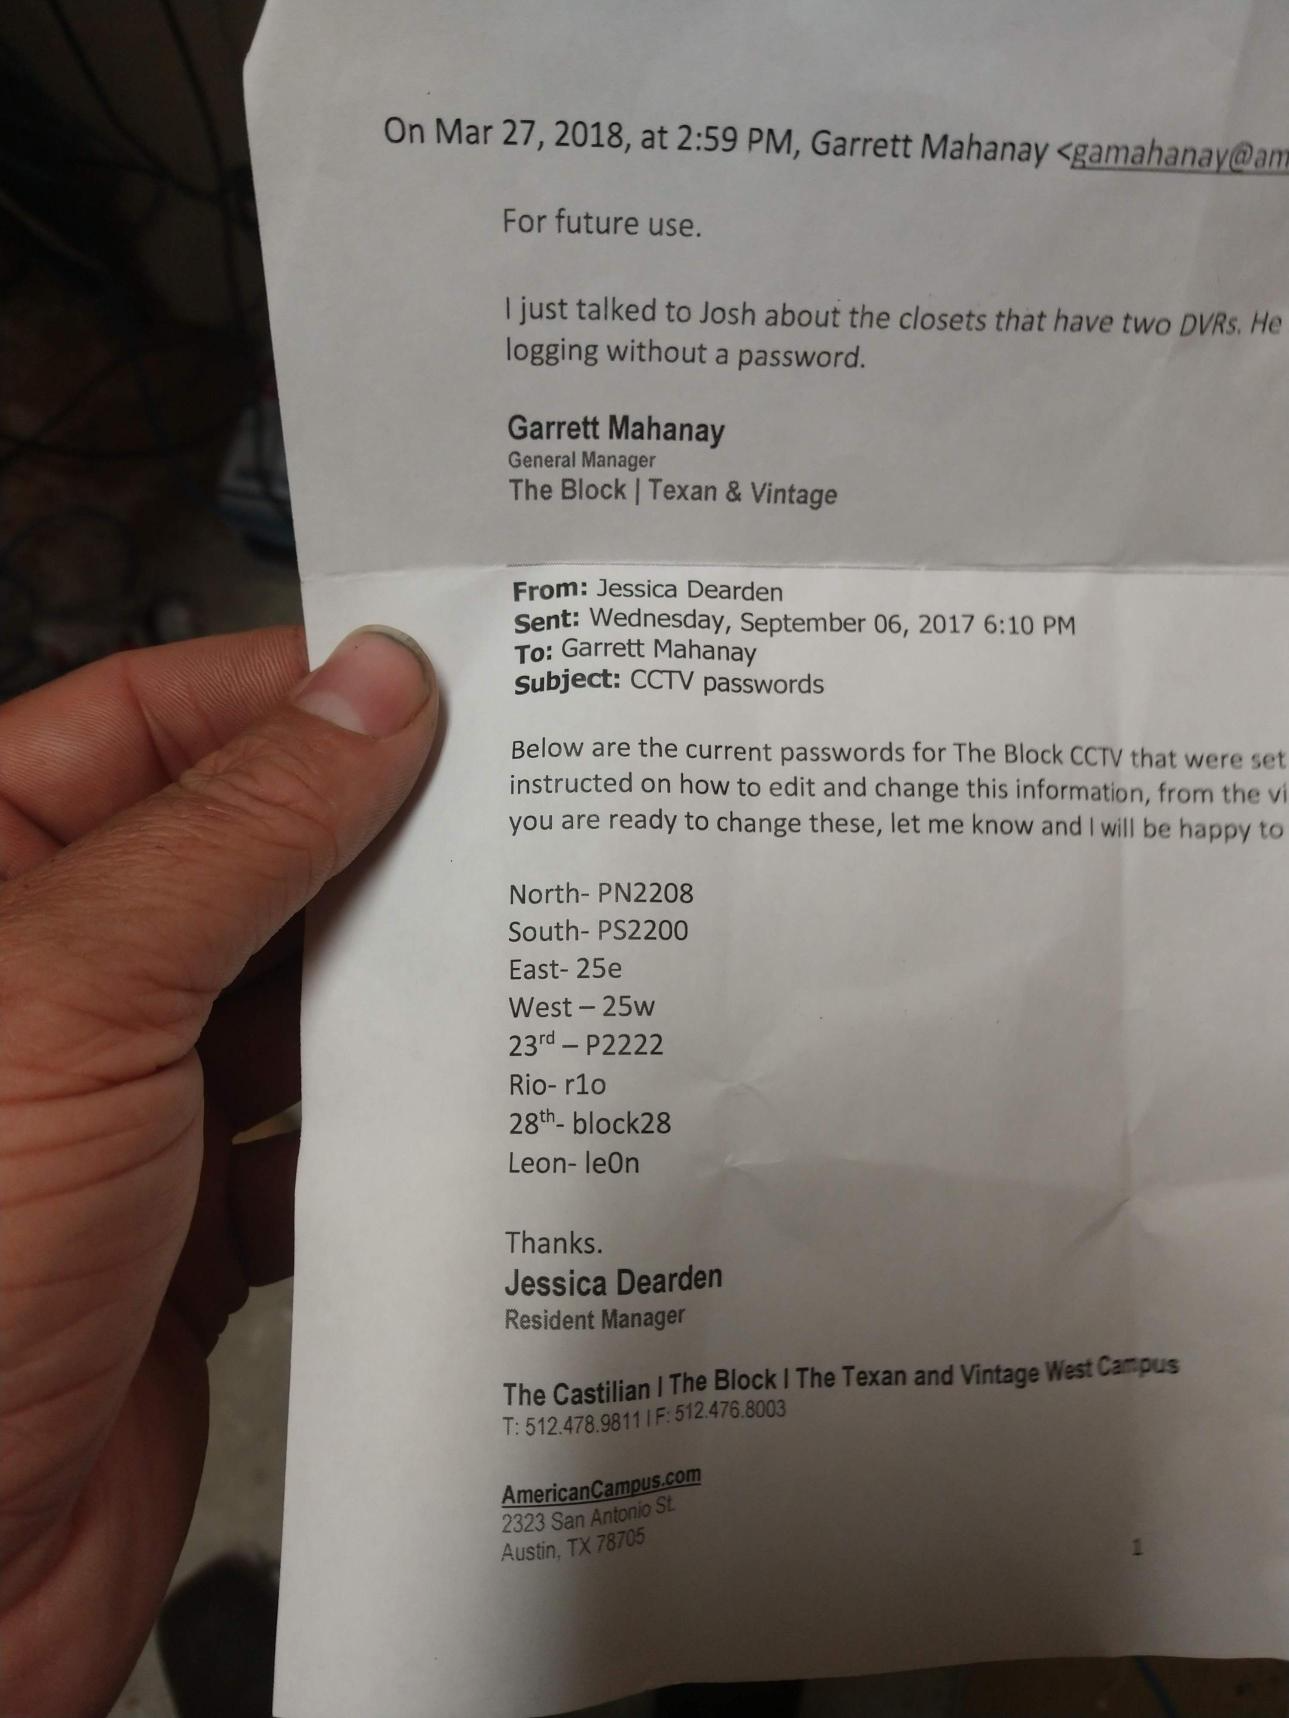 On Mar 27, 2018, at 2:59 PM, Garrett Mahanay <gamahanay@am
For future use.
I just talked to Josh about the closets that have two DVRs. He
logging without a password.
Garrett Mahanay
General Manager
The Block | Texan & Vintage
From: Jessica Dearden
Sent: Wednesday, September 06, 2017 6:10 PM
To: Garrett Mahanay
Subject: CCTV passwords
Below are the current passwords for The Block CCTV that were set
instructed on how to edit and change this information, from the vi
you are ready to change these, let me know and I will be happy to
North- PN2208
South- PS2200
East- 25e
West – 25w
23rd – P2222
Rio- r1o
28th- block28
Leon- le0n
Thanks.
Jessica Dearden
Resident Manager
The Castilian | The Block | The Texan and Vintage West Campus
T: 512.478.9811 | F: 512.476.8003
AmericanCampus.com
2323 San Antonio St.
Austin, TX 78705
1